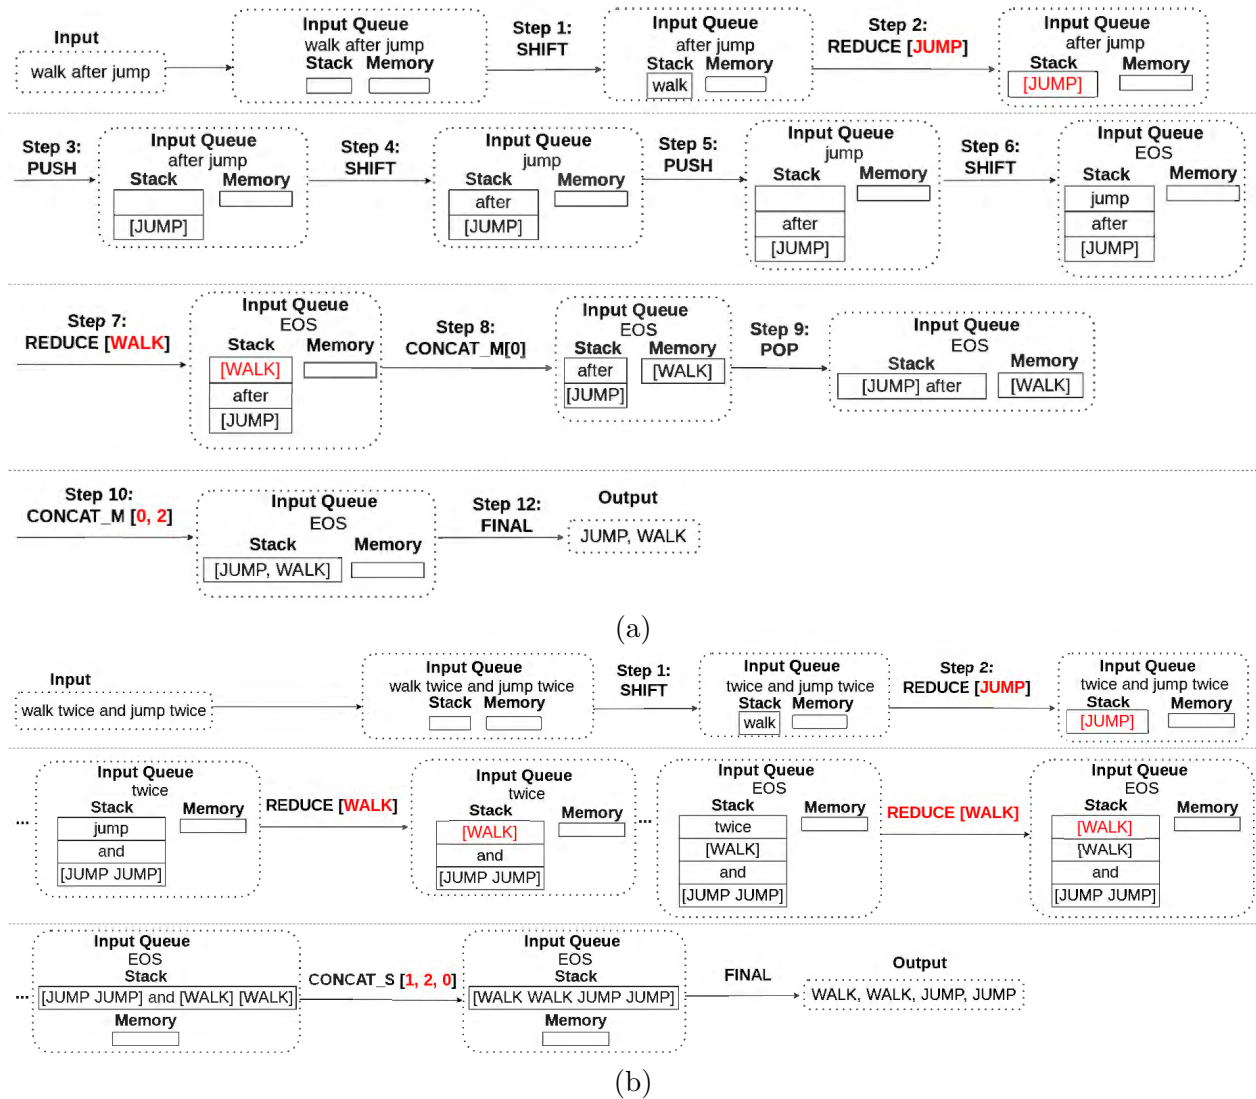 Input
walk after jump
Input Queue
walk after jump
Stack Memory
Step 1:
SHIFT
Input Queue
after jump
Stack Memory
walk
Step 2:
REDUCE [JUMP]
Input Queue
after jump
Stack Memory
[JUMP]
Step 3:
PUSH
Input Queue
after jump
Stack Memory
[JUMP]
Step 4:
SHIFT
Input Queue
jump
Stack Memory
after
[JUMP]
Step 5:
PUSH
Input Queue
jump
Stack Memory
after
[JUMP]
Step 6:
SHIFT
Input Queue
EOS
Stack Memory
jump
after
[JUMP]
Step 7:
REDUCE [WALK]
Input Queue
EOS
Stack Memory
[WALK]
after
[JUMP]
Step 8:
CONCAT_M[0]
Input Queue
EOS
Stack Memory
after [WALK]
[JUMP]
Step 9:
POP
Input Queue
EOS
Stack Memory
[JUMP] after [WALK]
Step 10:
CONCAT_M [0, 2]
Input Queue
EOS
Stack Memory
[JUMP, WALK]
Step 12:
FINAL
Output
JUMP, WALK
(a)
Input
walk twice and jump twice
Input Queue
walk twice and jump twice
Stack Memory
Step 1:
SHIFT
Input Queue
twice and jump twice
Stack Memory
walk
Step 2:
REDUCE [JUMP]
Input Queue
twice and jump twice
Stack Memory
[JUMP]
...
Input Queue
twice
Stack Memory
jump
and
[JUMP JUMP]
REDUCE [WALK]
Input Queue
twice
Stack Memory
[WALK]
and
[JUMP JUMP]
...
Input Queue
EOS
Stack Memory
twice
[WALK]
and
[JUMP JUMP]
REDUCE [WALK]
Input Queue
EOS
Stack Memory
[WALK]
[WALK]
and
[JUMP JUMP]
...
Input Queue
EOS
Stack
[JUMP JUMP] and [WALK] [WALK]
Memory
CONCAT_S [1, 2, 0]
Input Queue
EOS
Stack
[WALK WALK JUMP JUMP]
Memory
FINAL
Output
WALK, WALK, JUMP, JUMP
(b)